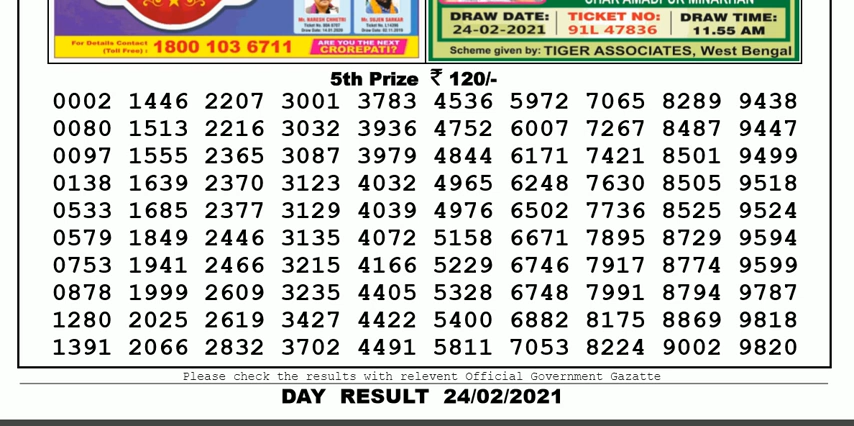 Mr. RAKESH CHHETRI
Mr. SUJEN SARKAR
For Details Contact
(Toll Free) : 1800 103 6711
ARE YOU THE NEXT
CROREPATI?
DRAW DATE: 24-02-2021
TICKET NO: 91L 47836
DRAW TIME: 11.55 AM
Scheme given by: TIGER ASSOCIATES, West Bengal
5th Prize ₹ 120/-
0002 1446 2207 3001 3783 4536 5972 7065 8289 9438
0080 1513 2216 3032 3936 4752 6007 7267 8487 9447
0097 1555 2365 3087 3979 4844 6171 7421 8501 9499
0138 1639 2370 3123 4032 4965 6248 7630 8505 9518
0533 1685 2377 3129 4039 4976 6502 7736 8525 9524
0579 1849 2446 3135 4072 5158 6671 7895 8729 9594
0753 1941 2466 3215 4166 5229 6746 7917 8774 9599
0878 1999 2609 3235 4405 5328 6748 7991 8794 9787
1280 2025 2619 3427 4422 5400 6882 8175 8869 9818
1391 2066 2832 3702 4491 5811 7053 8224 9002 9820
Please check the results with relevent Official Government Gazatte
DAY RESULT 24/02/2021